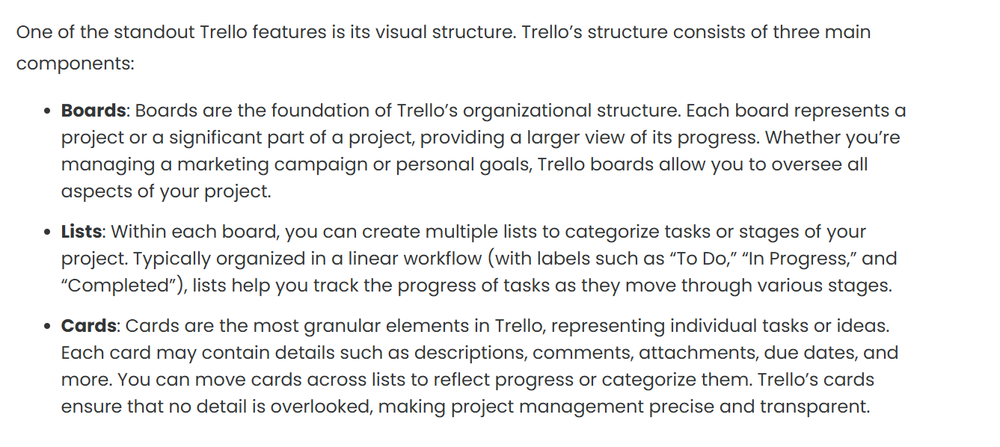 One of the standout Trello features is its visual structure. Trello’s structure consists of three main
components:
• Boards: Boards are the foundation of Trello’s organizational structure. Each board represents a
project or a significant part of a project, providing a larger view of its progress. Whether you’re
managing a marketing campaign or personal goals, Trello boards allow you to oversee all
aspects of your project.
• Lists: Within each board, you can create multiple lists to categorize tasks or stages of your
project. Typically organized in a linear workflow (with labels such as “To Do,” “In Progress,” and
“Completed”), lists help you track the progress of tasks as they move through various stages.
• Cards: Cards are the most granular elements in Trello, representing individual tasks or ideas.
Each card may contain details such as descriptions, comments, attachments, due dates, and
more. You can move cards across lists to reflect progress or categorize them. Trello’s cards
ensure that no detail is overlooked, making project management precise and transparent.